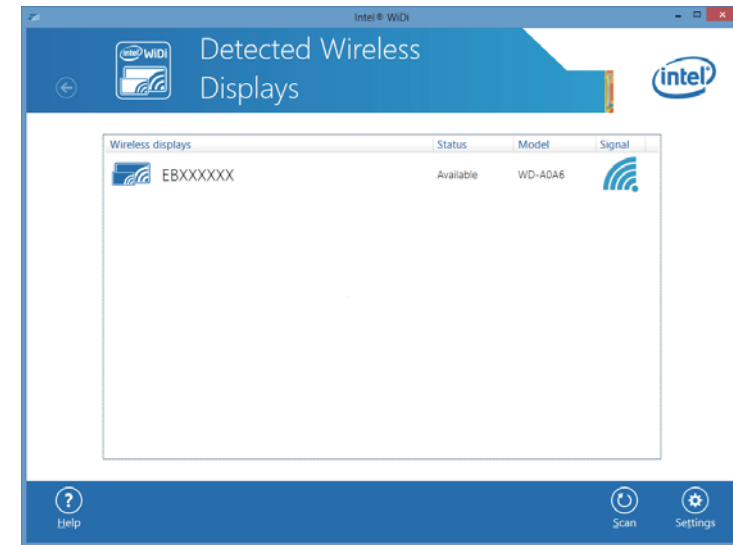 Intel® WiDi
intel WiDi
Detected Wireless
Displays
intel
Wireless displays Status Model Signal
EBXXXXXX Available WD-A0A6
Help Scan Settings